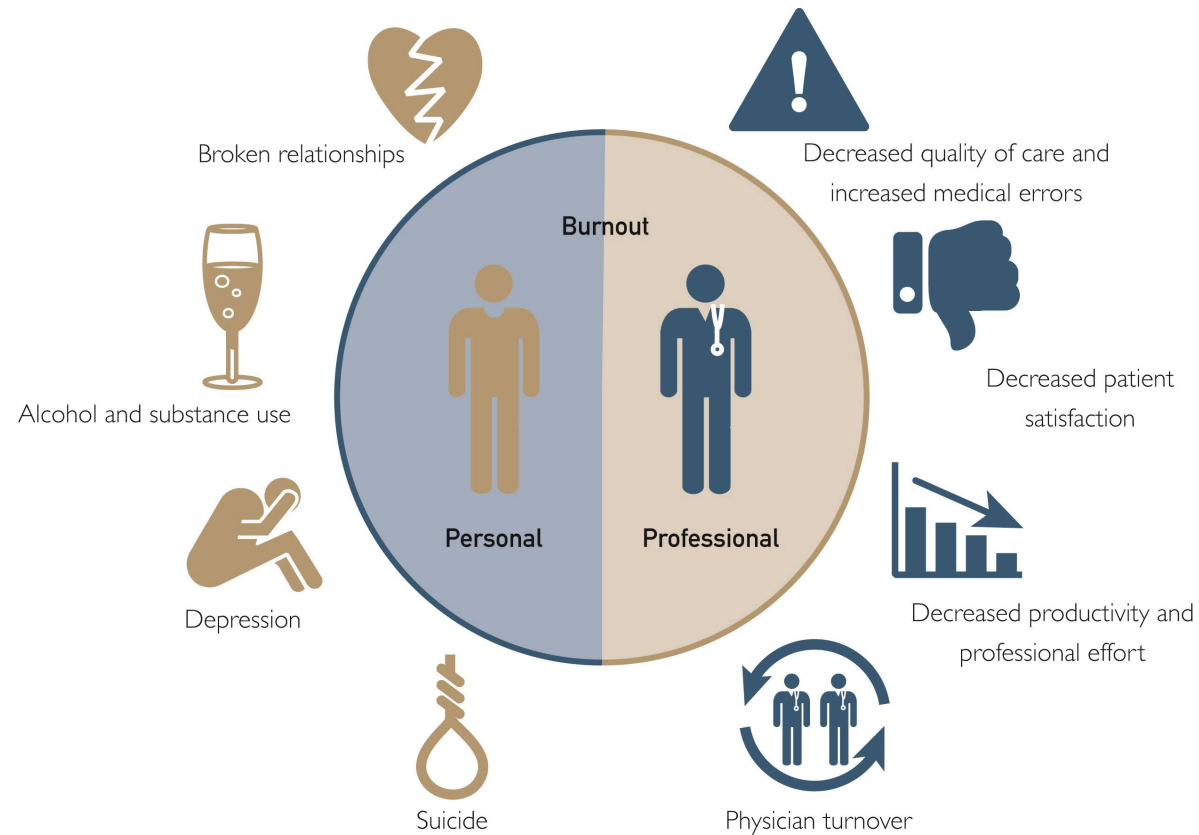 Broken relationships
Alcohol and substance use
Depression
Suicide
Burnout
Personal
Professional
Decreased quality of care and
increased medical errors
Decreased patient
satisfaction
Decreased productivity and
professional effort
Physician turnover